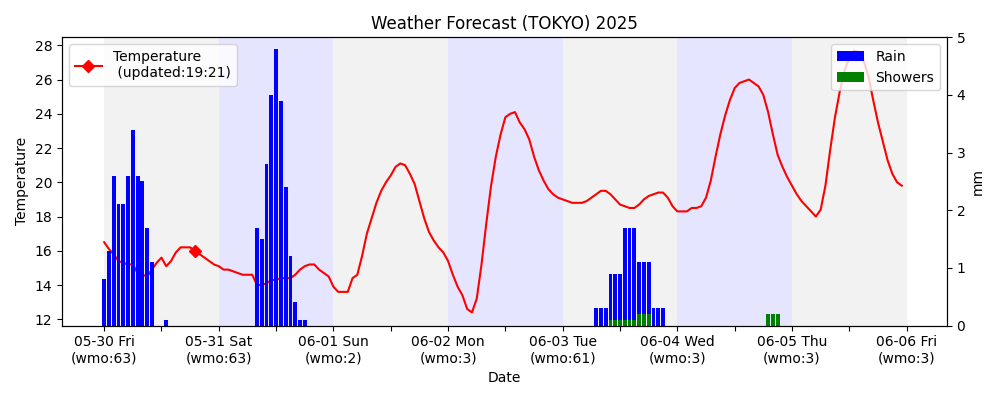 Weather Forecast (TOKYO) 2025
Temperature
(updated:19:21)
Rain
Showers
28
26
24
22
20
18
16
14
12
5
4
3
2
1
0
Temperature
mm
05-30 Fri
(wmo:63)
05-31 Sat
(wmo:63)
06-01 Sun
(wmo:2)
06-02 Mon
(wmo:3)
06-03 Tue
(wmo:61)
06-04 Wed
(wmo:3)
06-05 Thu
(wmo:3)
06-06 Fri
(wmo:3)
Date